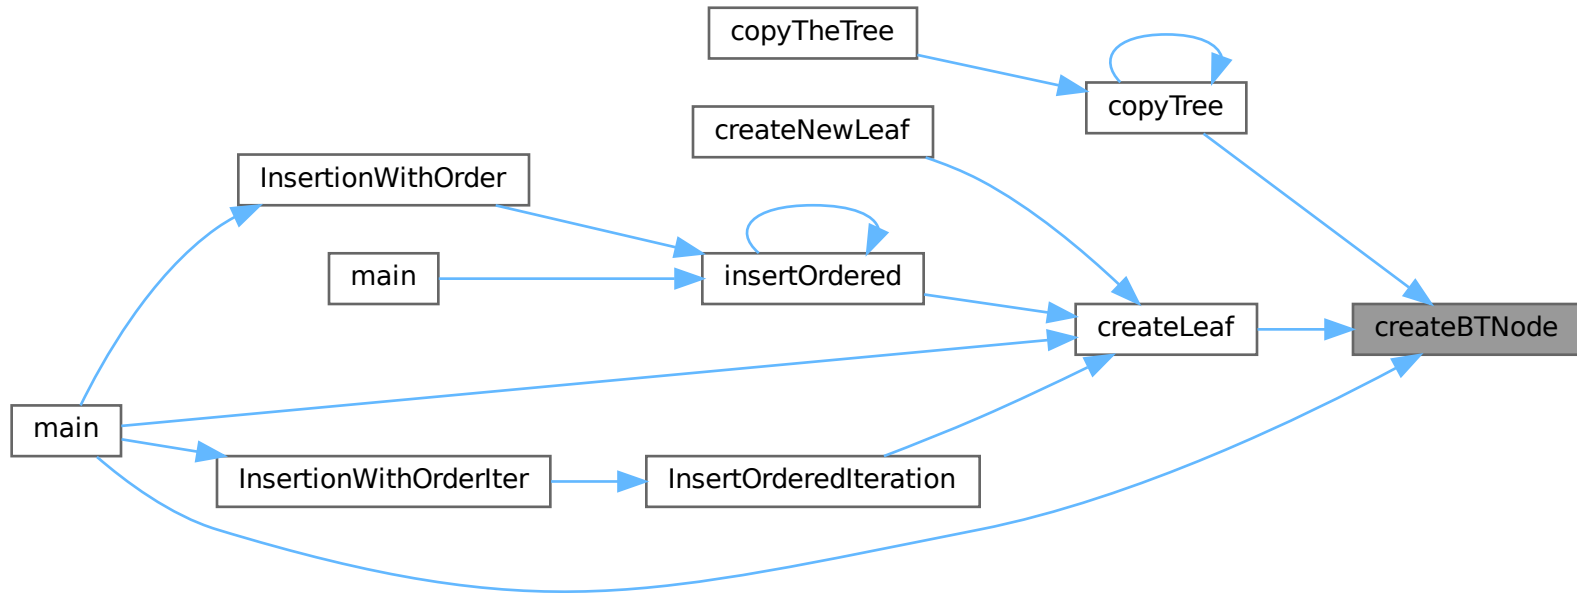 copyTheTree
copyTree
createNewLeaf
InsertionWithOrder
main
insertOrdered
createLeaf
createBTNode
main
InsertionWithOrderIter
InsertOrderedIteration